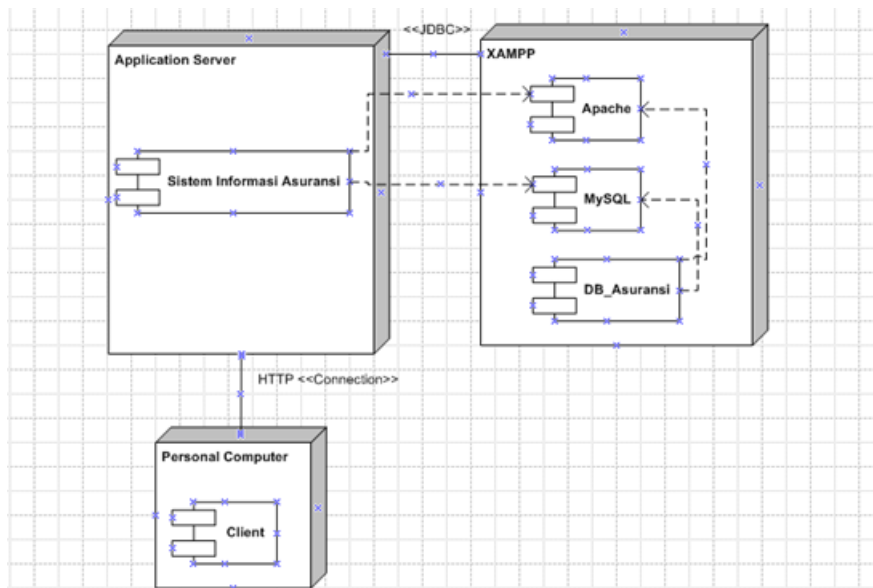 <<JDBC>>
Application Server
XAMPP
Apache
Sistem Informasi Asuransi
MySQL
DB_Asuransi
HTTP <<Connection>>
Personal Computer
Client